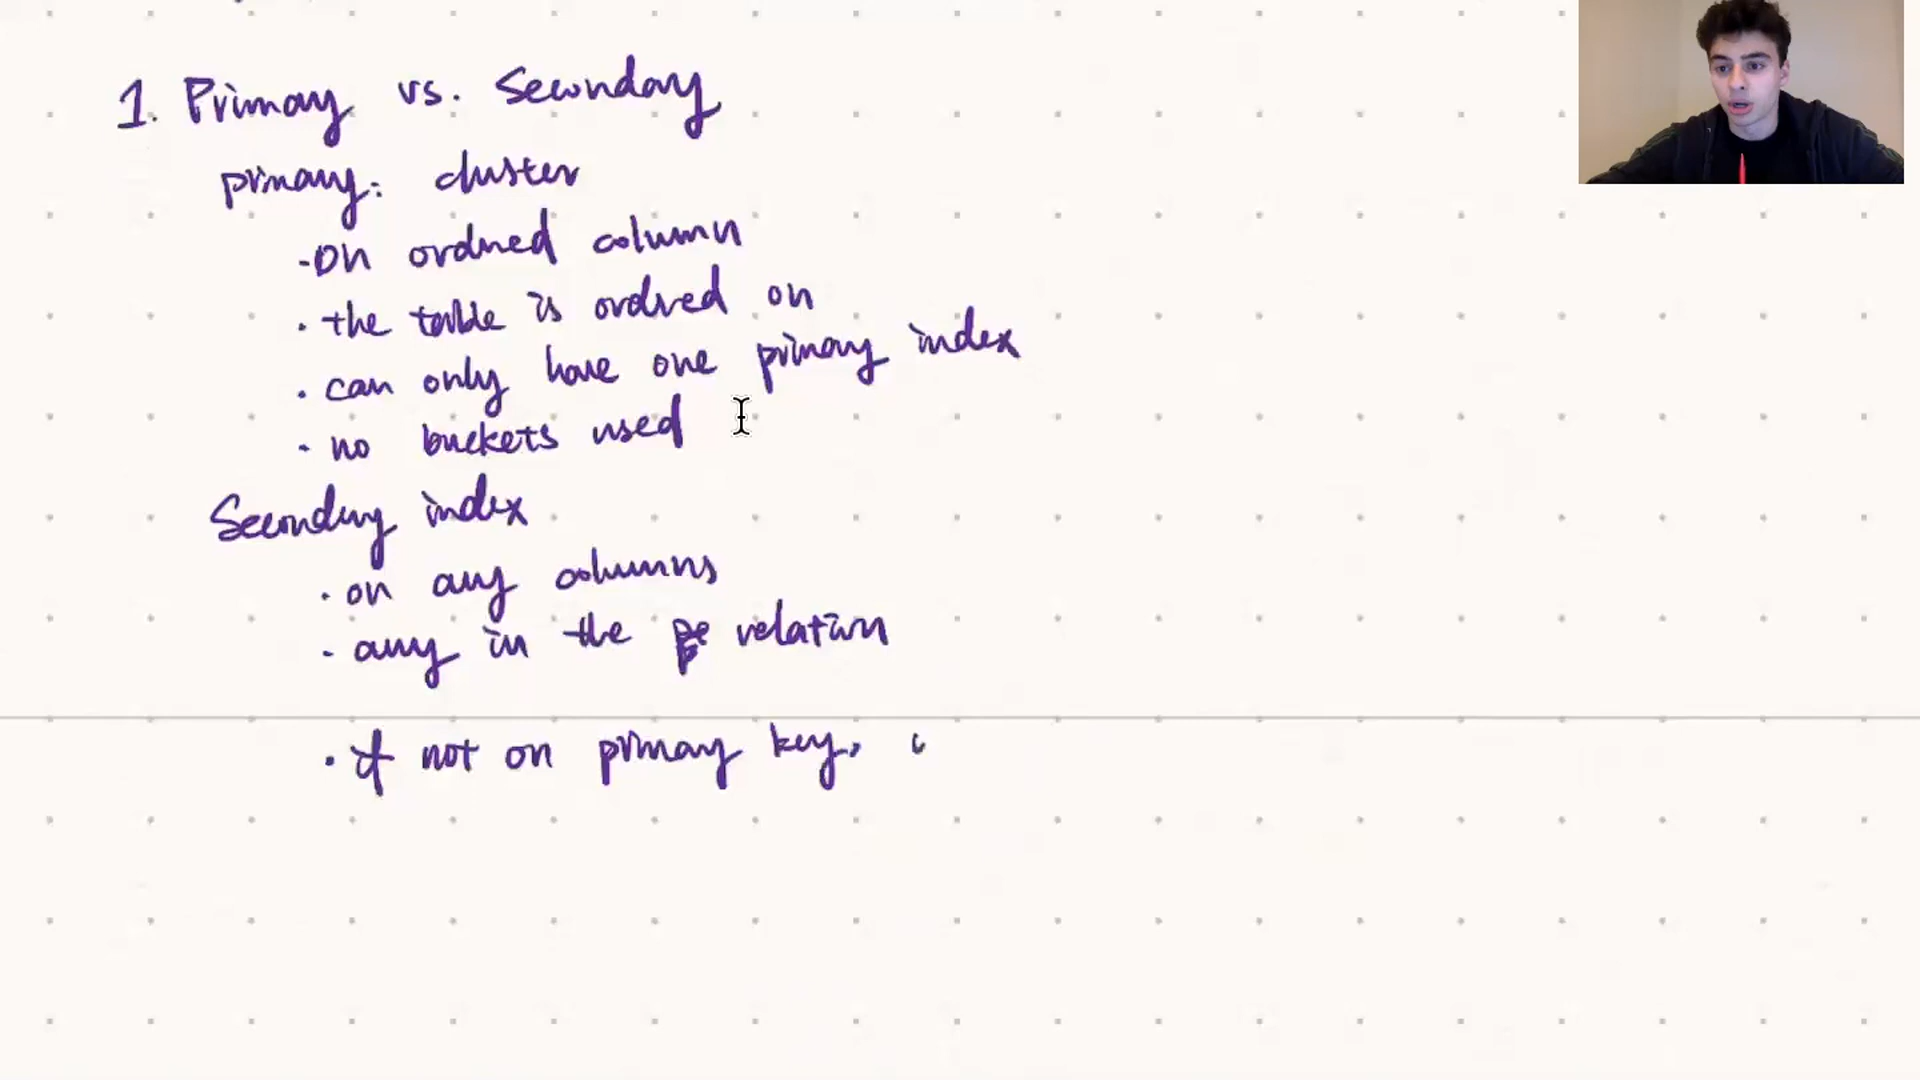 1. Primary vs. Secondary
primary: cluster
· on ordered column
· the table is ordered on
· can only have one primary index
· no buckets used
Secondary index
· on any columns
· any in the relation
· if not on primary key,